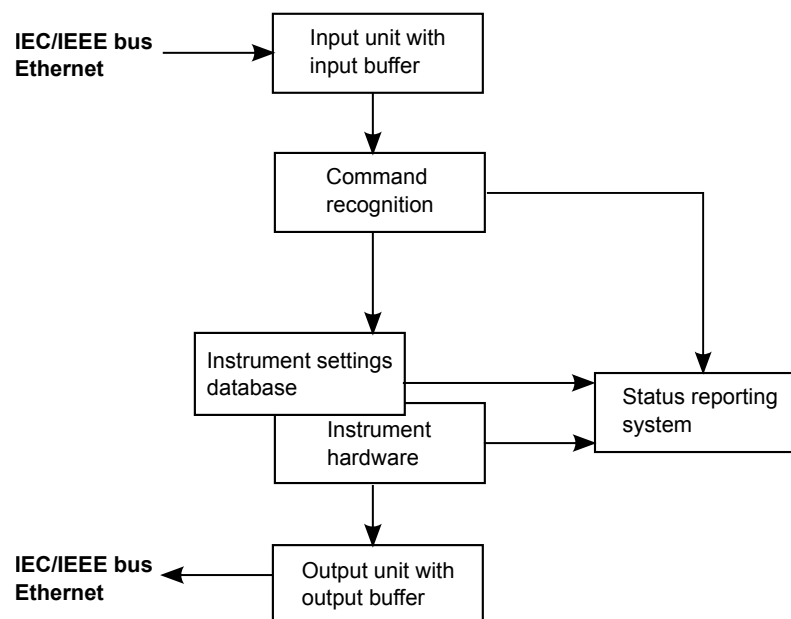 IEC/IEEE bus
Ethernet
Input unit with
input buffer
Command
recognition
Instrument settings
database
Instrument
hardware
Status reporting
system
IEC/IEEE bus
Ethernet
Output unit with
output buffer